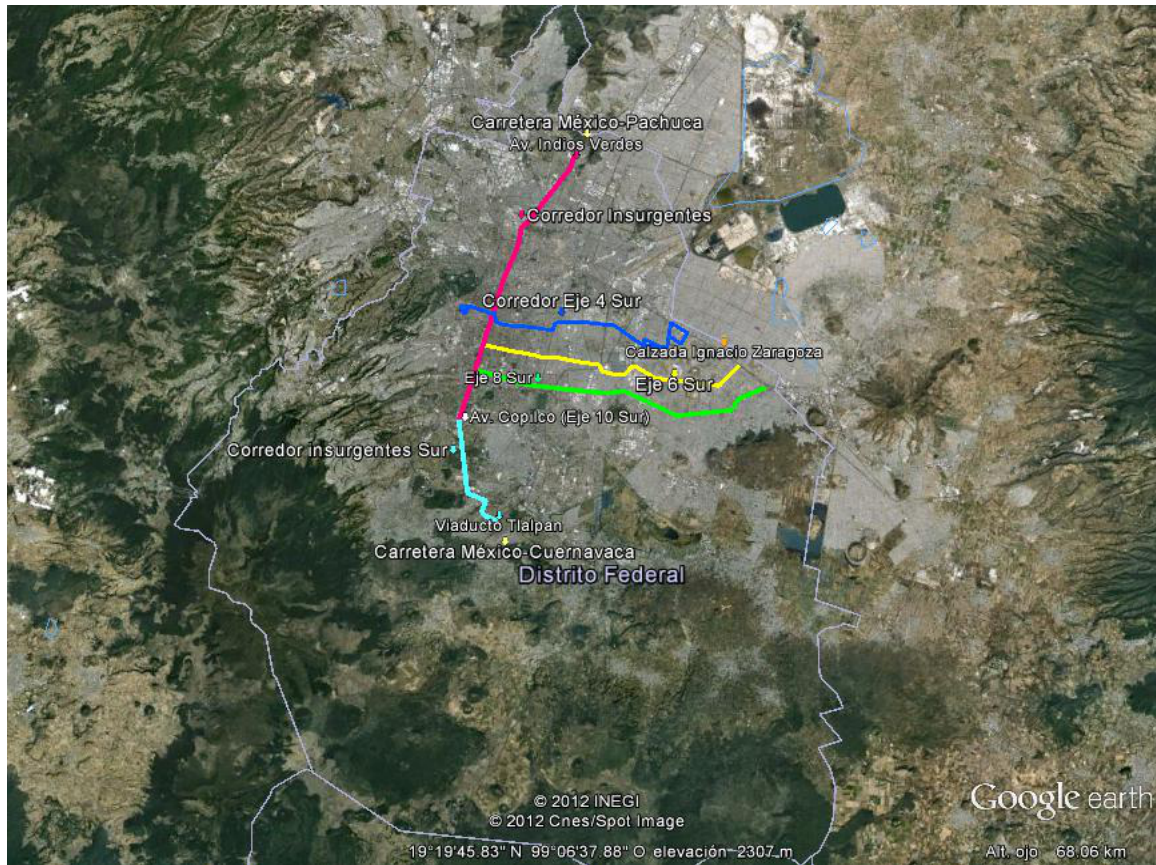 Carretera México-Pachuca
Av. Indios Verdes
Corredor Insurgentes
Corredor Eje 4 Sur
Calzada Ignacio Zaragoza
Eje 8 Sur
Eje 6 Sur
Av. Copilco (Eje 10 Sur)
Corredor insurgentes Sur
Viaducto Tlalpan
Carretera México-Cuernavaca
Distrito Federal
© 2012 INEGI
© 2012 Cnes/Spot Image
Google earth
19°19'45.83" N 99°06'37.88" O elevación 2307 m
Alt. ojo 68.06 km